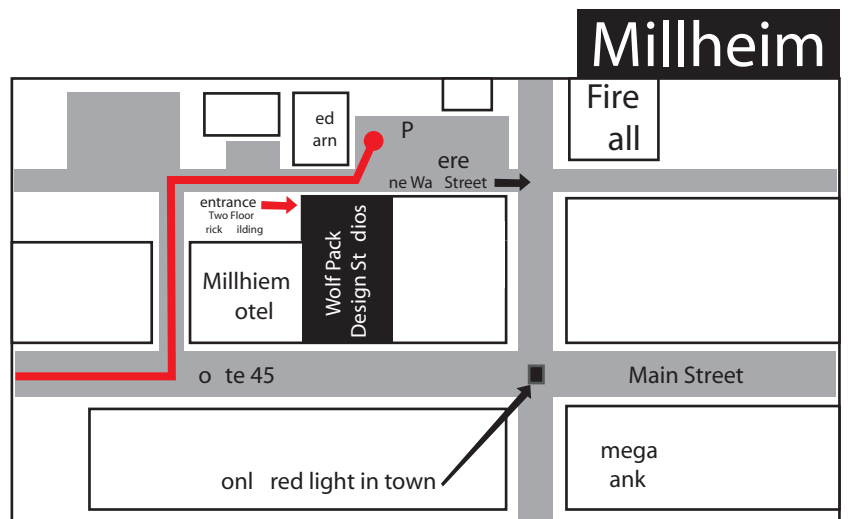 Millheim
Fire
all
ed
arn
P
ere
ne Wa Street
entrance
Two Floor
rick ilding
Wolf Pack
Design St dios
Millhiem
otel
o te 45
Main Street
onl red light in town
mega
ank